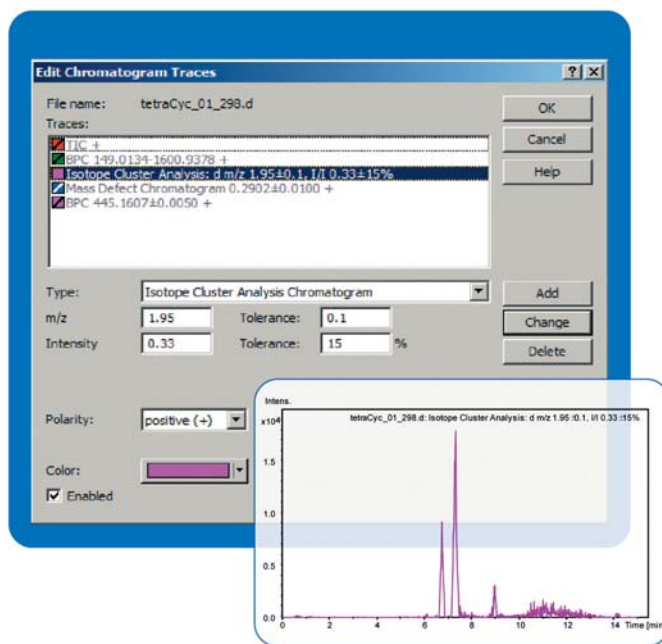 Edit Chromatogram Traces
File name: tetraCyc_01_298.d
OK
Traces:
TIC +
BPC 149.0134-1600.9378 +
Isotope Cluster Analysis: d m/z 1.95±0.1, I/I 0.33±15%
Mass Defect Chromatogram 0.2902±0.0100 +
BPC 445.1607±0.0050 +
Cancel
Help
Type: Isotope Cluster Analysis Chromatogram
Add
m/z 1.95 Tolerance: 0.1
Change
Intensity 0.33 Tolerance: 15 %
Delete
Polarity: positive (+)
Color:
Enabled
Intens.
x10⁴
tetraCyc_01_298.d: Isotope Cluster Analysis: d m/z 1.95±0.1, I/I 0.33±15%
1.5
1.0
0.5
0.0
0 2 4 6 8 10 12 14 Time [min]